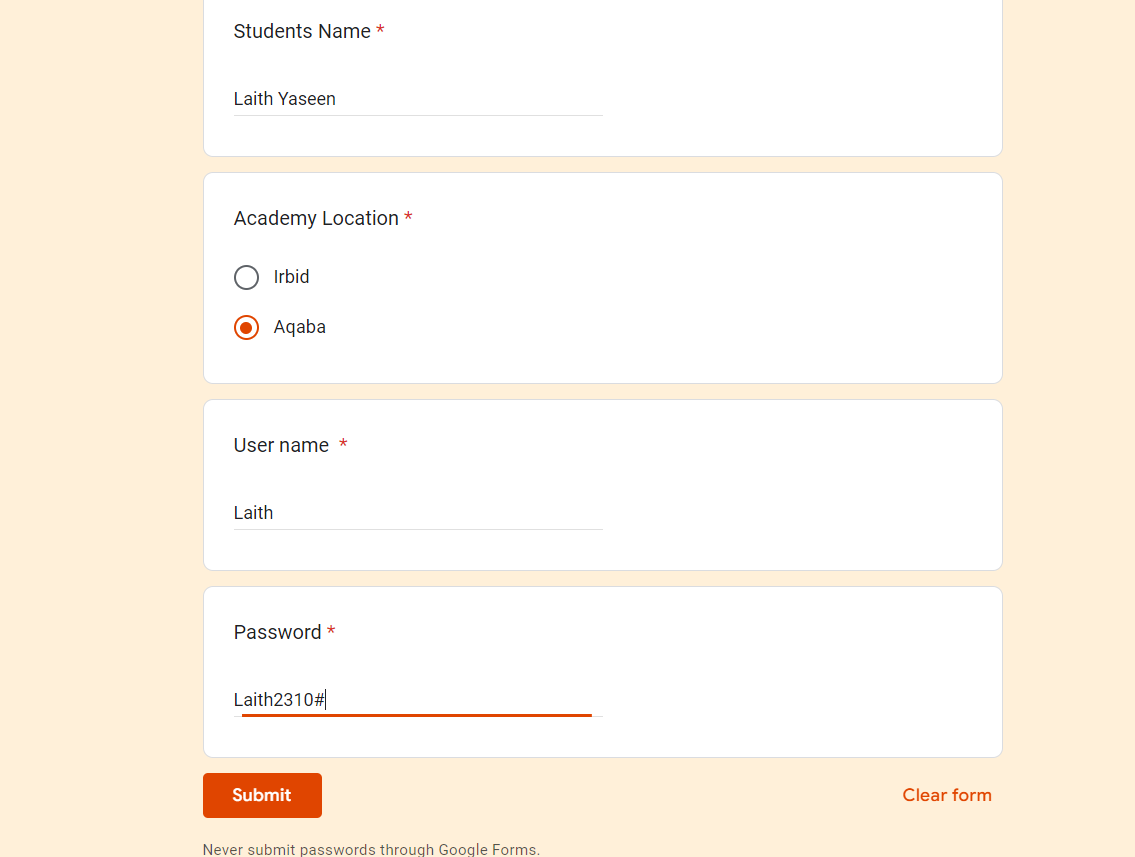 Students Name *
Laith Yaseen
Academy Location *
Irbid
Aqaba
User name *
Laith
Password *
Laith2310#
Submit
Clear form
Never submit passwords through Google Forms.